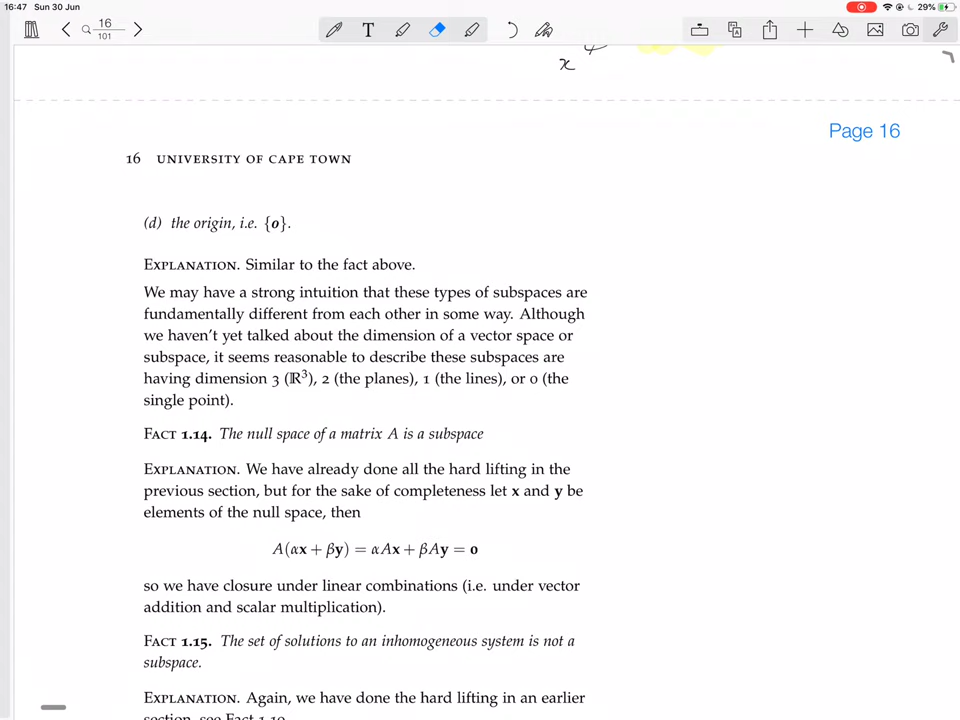 16:47 Sun 30 Jun
29%
16
101
T
x
Page 16
16 UNIVERSITY OF CAPE TOWN
(d) the origin, i.e. {0}.
EXPLANATION. Similar to the fact above.
We may have a strong intuition that these types of subspaces are
fundamentally different from each other in some way. Although
we haven't yet talked about the dimension of a vector space or
subspace, it seems reasonable to describe these subspaces are
having dimension 3 (ℝ³), 2 (the planes), 1 (the lines), or 0 (the
single point).
FACT 1.14. The null space of a matrix A is a subspace
EXPLANATION. We have already done all the hard lifting in the
previous section, but for the sake of completeness let x and y be
elements of the null space, then
A(αx + βy) = αAx + βAy = 0
so we have closure under linear combinations (i.e. under vector
addition and scalar multiplication).
FACT 1.15. The set of solutions to an inhomogeneous system is not a
subspace.
EXPLANATION. Again, we have done the hard lifting in an earlier
section, see Fact 1.10